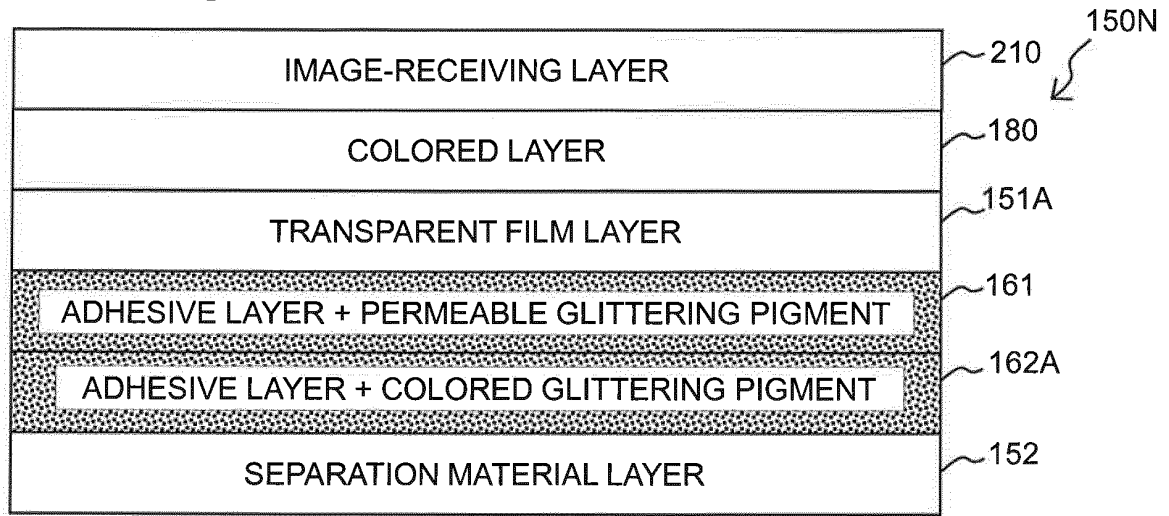 150N
IMAGE-RECEIVING LAYER 210
COLORED LAYER 180
TRANSPARENT FILM LAYER 151A
ADHESIVE LAYER + PERMEABLE GLITTERING PIGMENT 161
ADHESIVE LAYER + COLORED GLITTERING PIGMENT 162A
SEPARATION MATERIAL LAYER 152